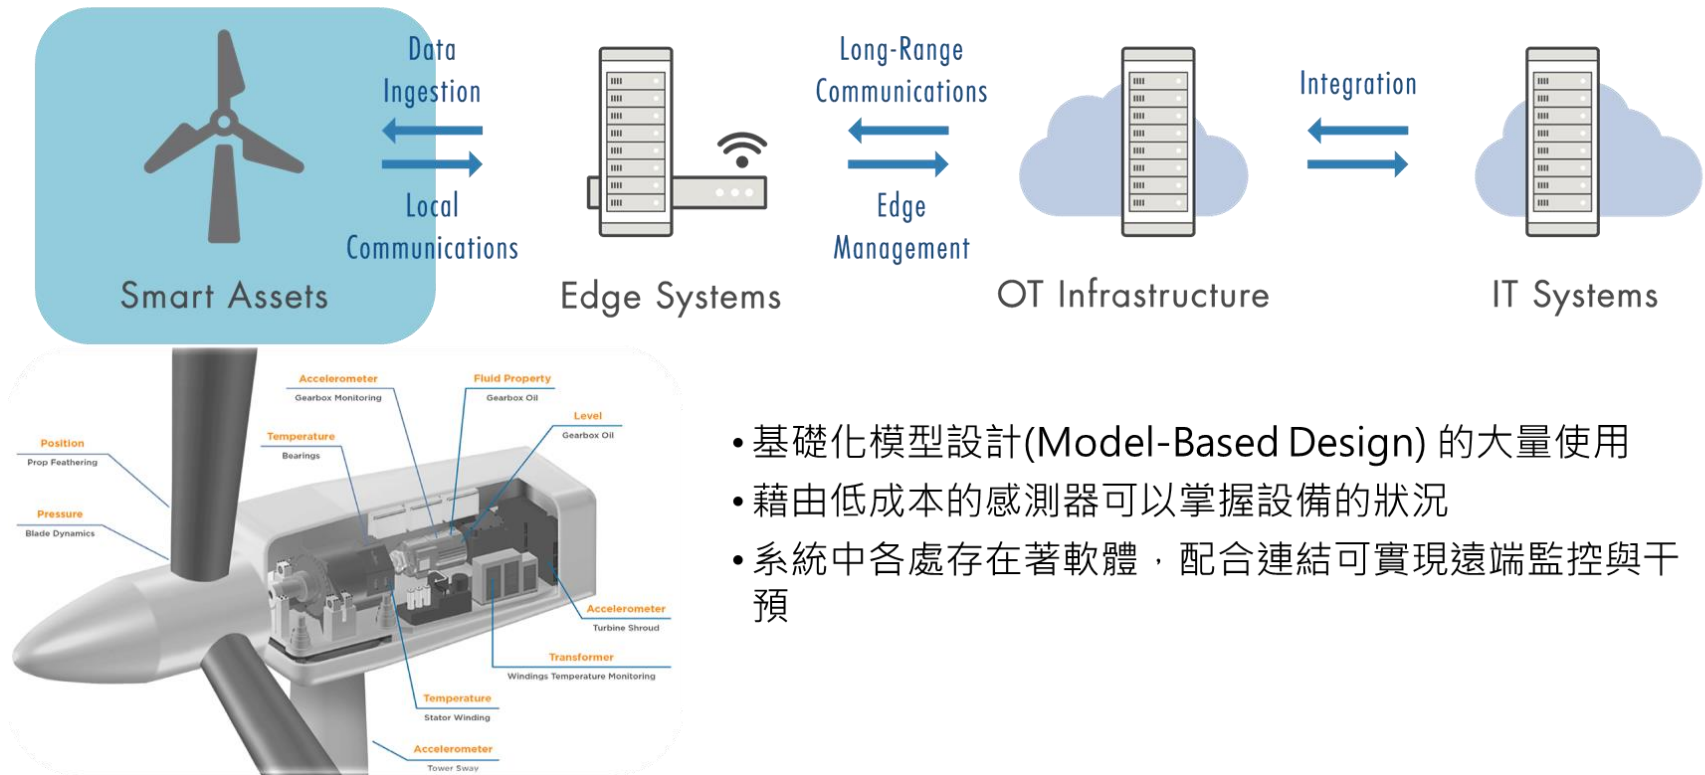 Data
Ingestion
Local
Communications
Smart Assets
Edge Systems
Long-Range
Communications
Edge
Management
OT Infrastructure
Integration
IT Systems
Accelerometer
Gearbox Monitoring
Fluid Property
Gearbox Oil
Level
Gearbox Oil
Temperature
Bearings
Position
Prop Feathering
Pressure
Blade Dynamics
Accelerometer
Turbine Shroud
Transformer
Windings Temperature Monitoring
Temperature
Stator Winding
Accelerometer
Tower Sway
• 基礎化模型設計(Model-Based Design) 的大量使用
• 藉由低成本的感測器可以掌握設備的狀況
• 系統中各處存在著軟體，配合連結可實現遠端監控與干
預